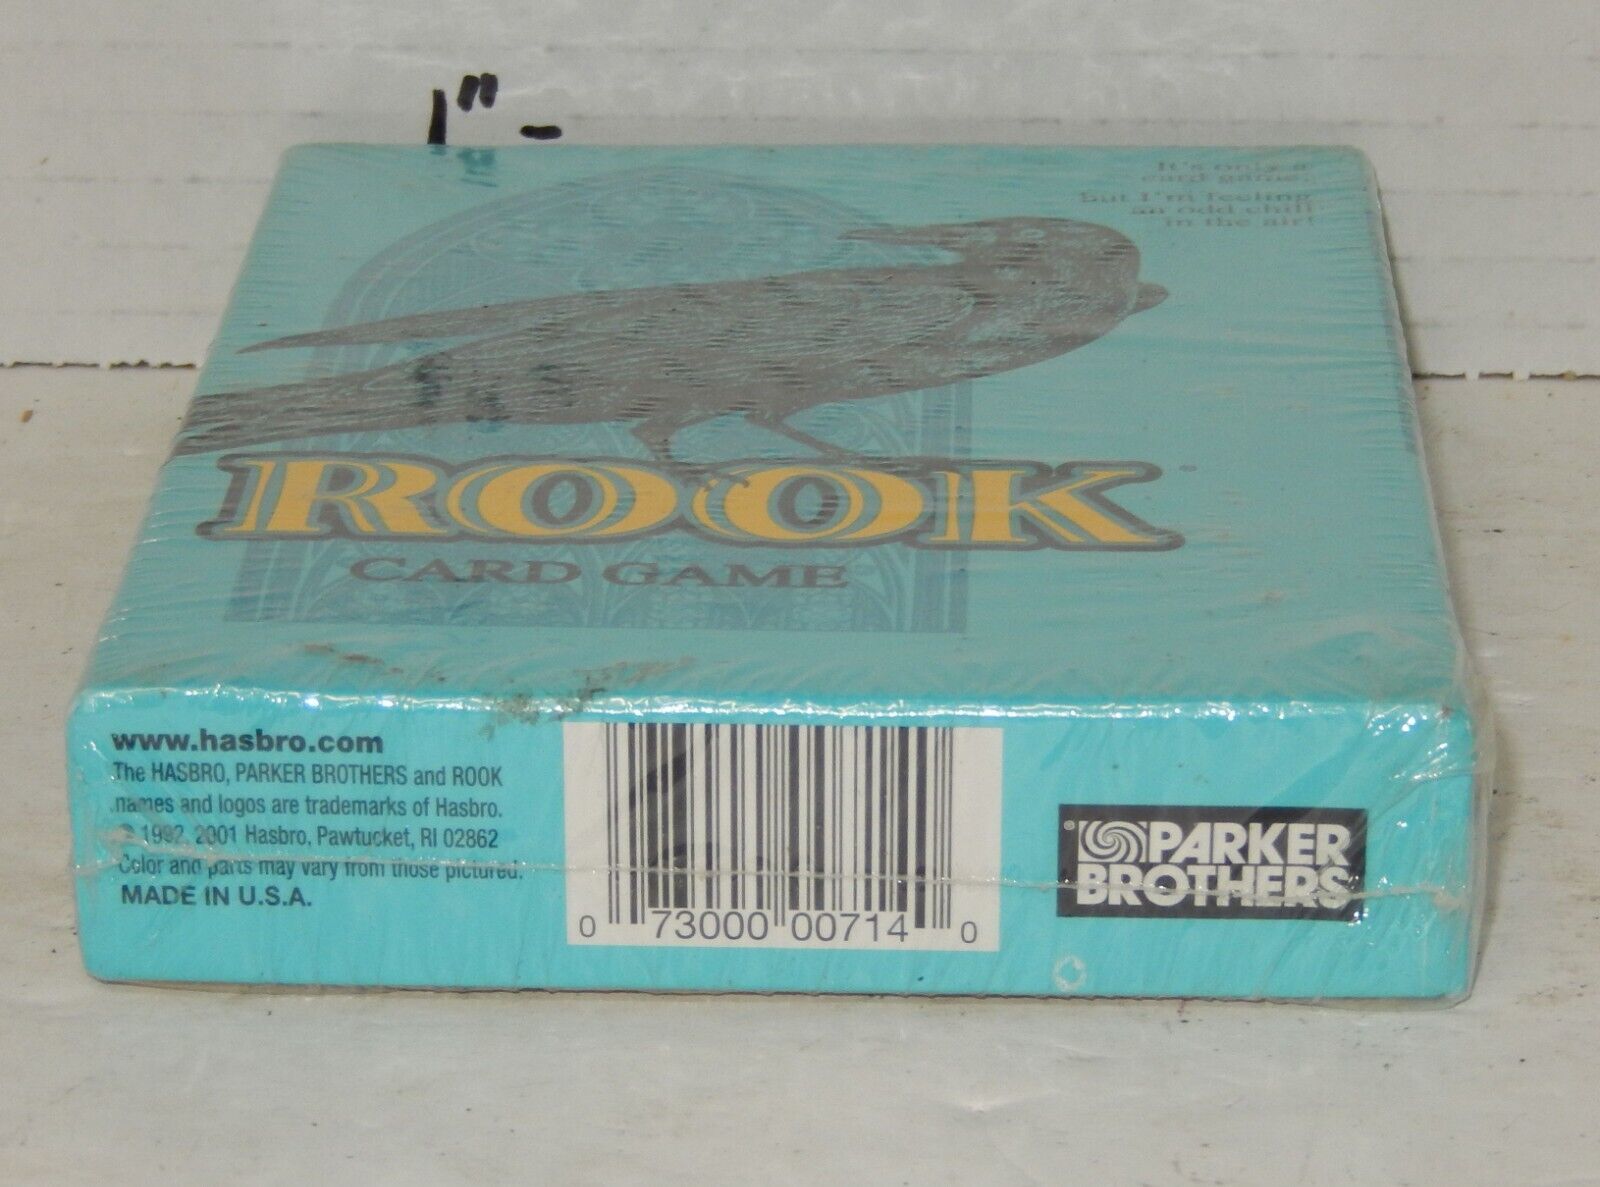 1" -
It's only a
card game,
but I'm feeling
an odd chill
in the air!
ROOK
CARD GAME
www.hasbro.com
The HASBRO, PARKER BROTHERS and ROOK
names and logos are trademarks of Hasbro.
© 1992, 2001 Hasbro, Pawtucket, RI 02862
Color and parts may vary from those pictured.
MADE IN U.S.A.
0 73000 00714 0
® PARKER
BROTHERS